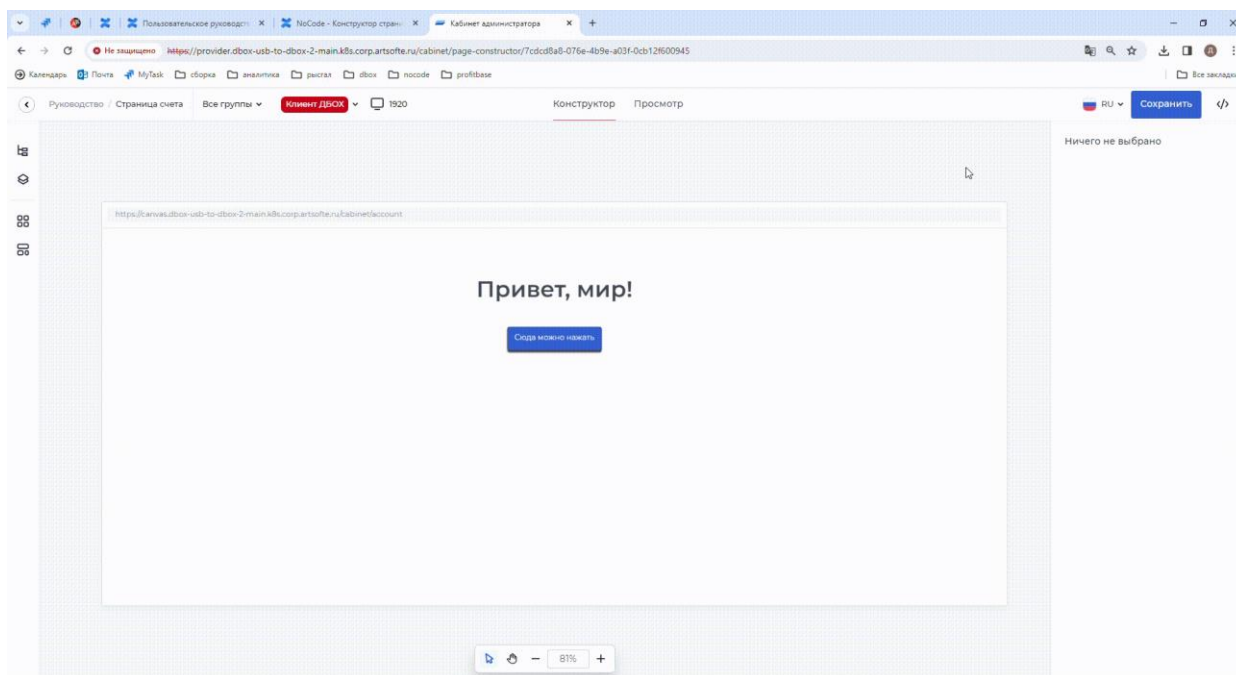 Пользовательское руководст
NoCode - Конструктор стран
Кабинет администратора
Не защищено https://provider.dbox-usb-to-dbox-2-main.k8s.corp.artsofte.ru/cabinet/page-constructor/7cdcd8a8-076e-4b9e-a03f-0cb12f600945
Календарь Почта MyTask сборка аналитика рысгал dbox nocode profitbase Все закладки
Руководство / Страница счета Все группы Клиент ДБОХ 1920 Конструктор Просмотр RU Сохранить </>
Ничего не выбрано
https://canvas.dbox-usb-to-dbox-2-main.k8s.corp.artsofte.ru/cabinet/account
Привет, мир!
Сюда можно нажать
81%